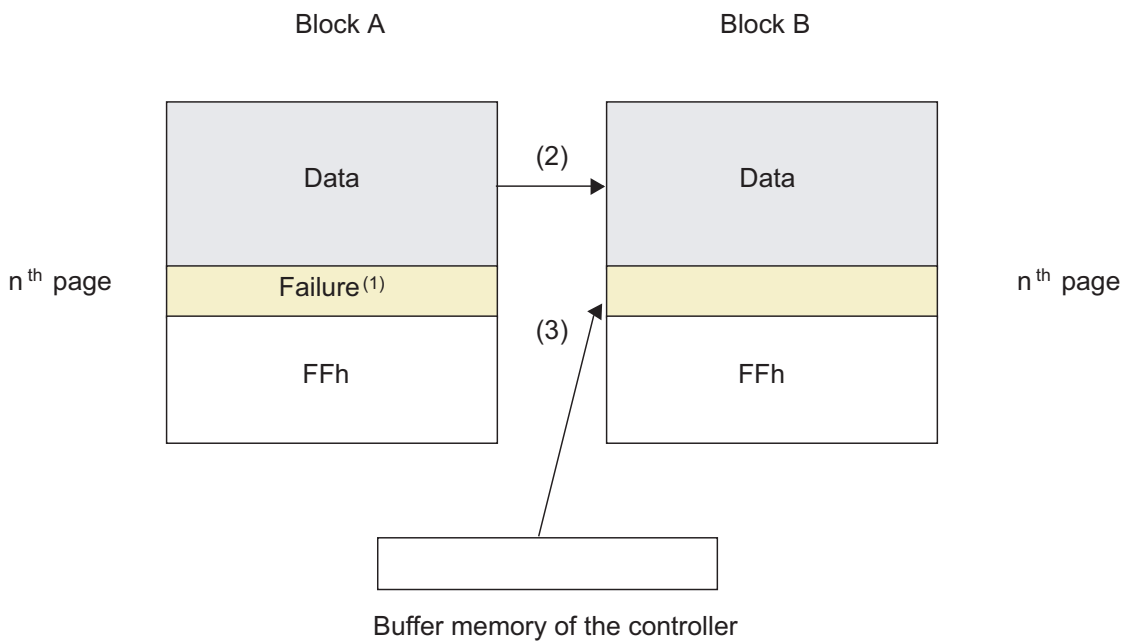 Block A
Block B
Data
(2)
Data
n th page
Failure (1)
n th page
(3)
FFh
FFh
Buffer memory of the controller